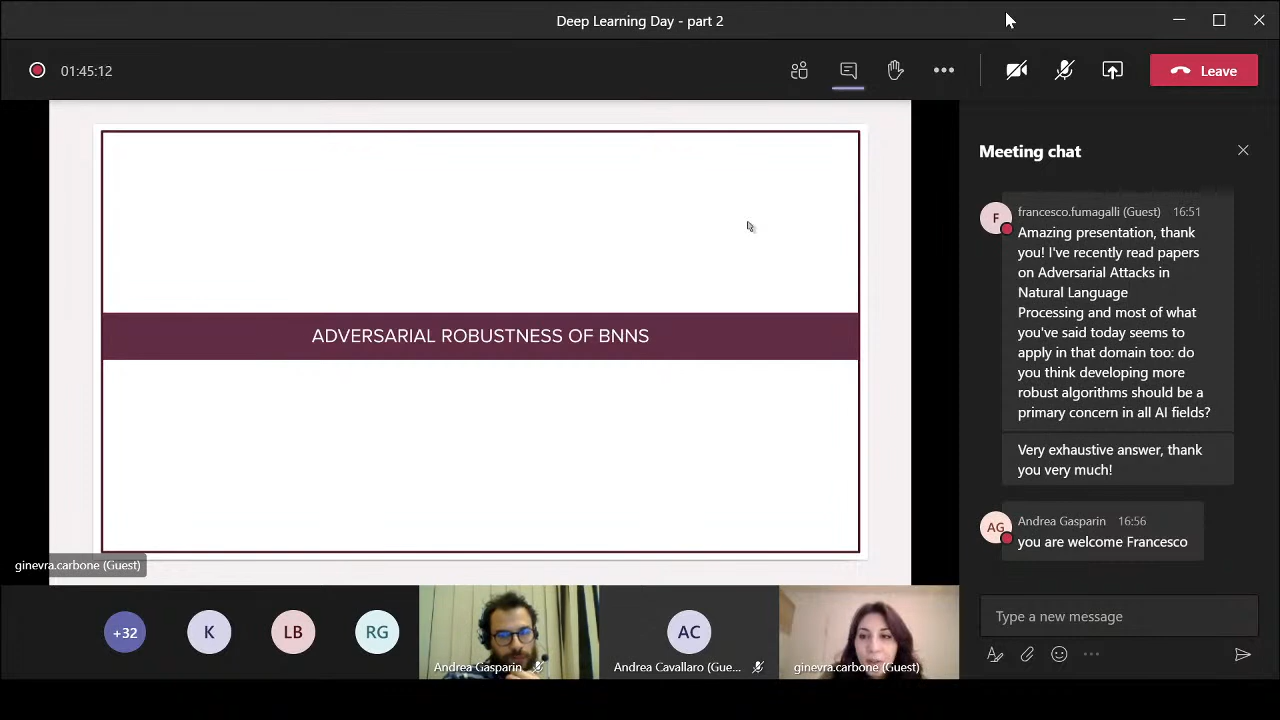 Deep Learning Day - part 2
01:45:12
Leave
ADVERSARIAL ROBUSTNESS OF BNNS
ginevra.carbone (Guest)
Meeting chat
F
francesco.fumagalli (Guest) 16:51
Amazing presentation, thank
you! I've recently read papers
on Adversarial Attacks in
Natural Language
Processing and most of what
you've said today seems to
apply in that domain too: do
you think developing more
robust algorithms should be a
primary concern in all AI fields?
Very exhaustive answer, thank
you very much!
AG
Andrea Gasparin 16:56
you are welcome Francesco
Type a new message
+32
K
LB
RG
Andrea Gasparin
AC
Andrea Cavallaro (Gue...
ginevra.carbone (Guest)